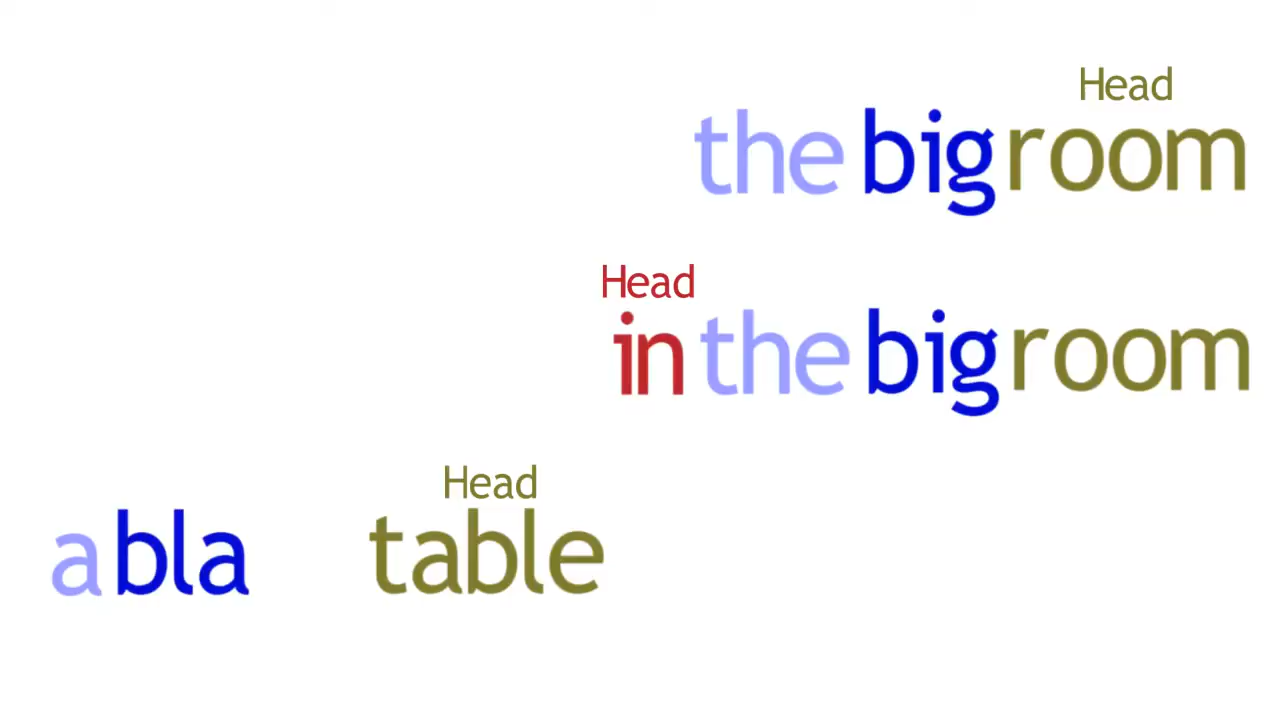 Head
the big room
Head
in the big room
Head
a bla table